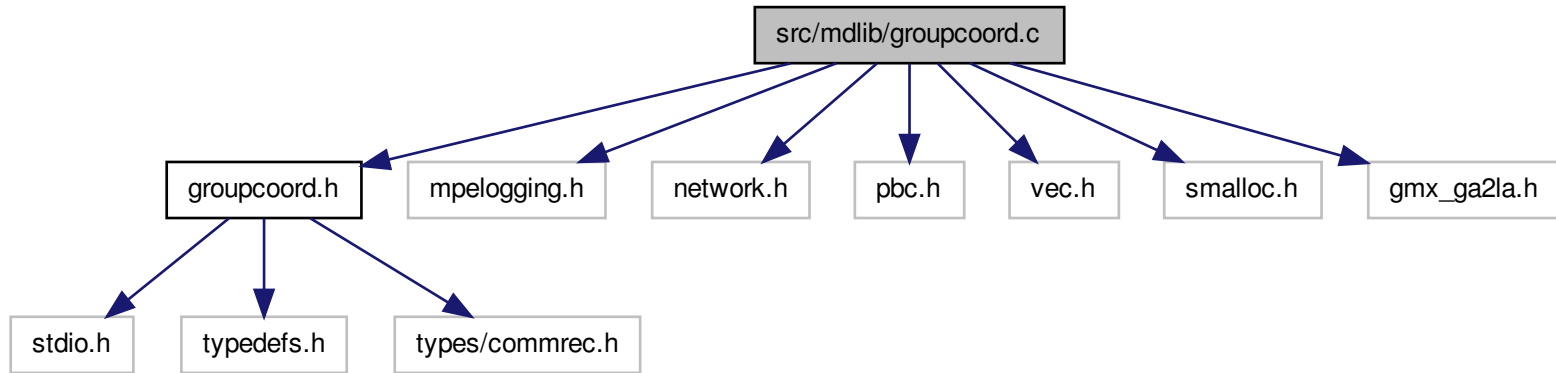 src/mdlib/groupcoord.c
groupcoord.h
mpelogging.h
network.h
pbc.h
vec.h
smalloc.h
gmx_ga2la.h
stdio.h
typedefs.h
types/commrec.h